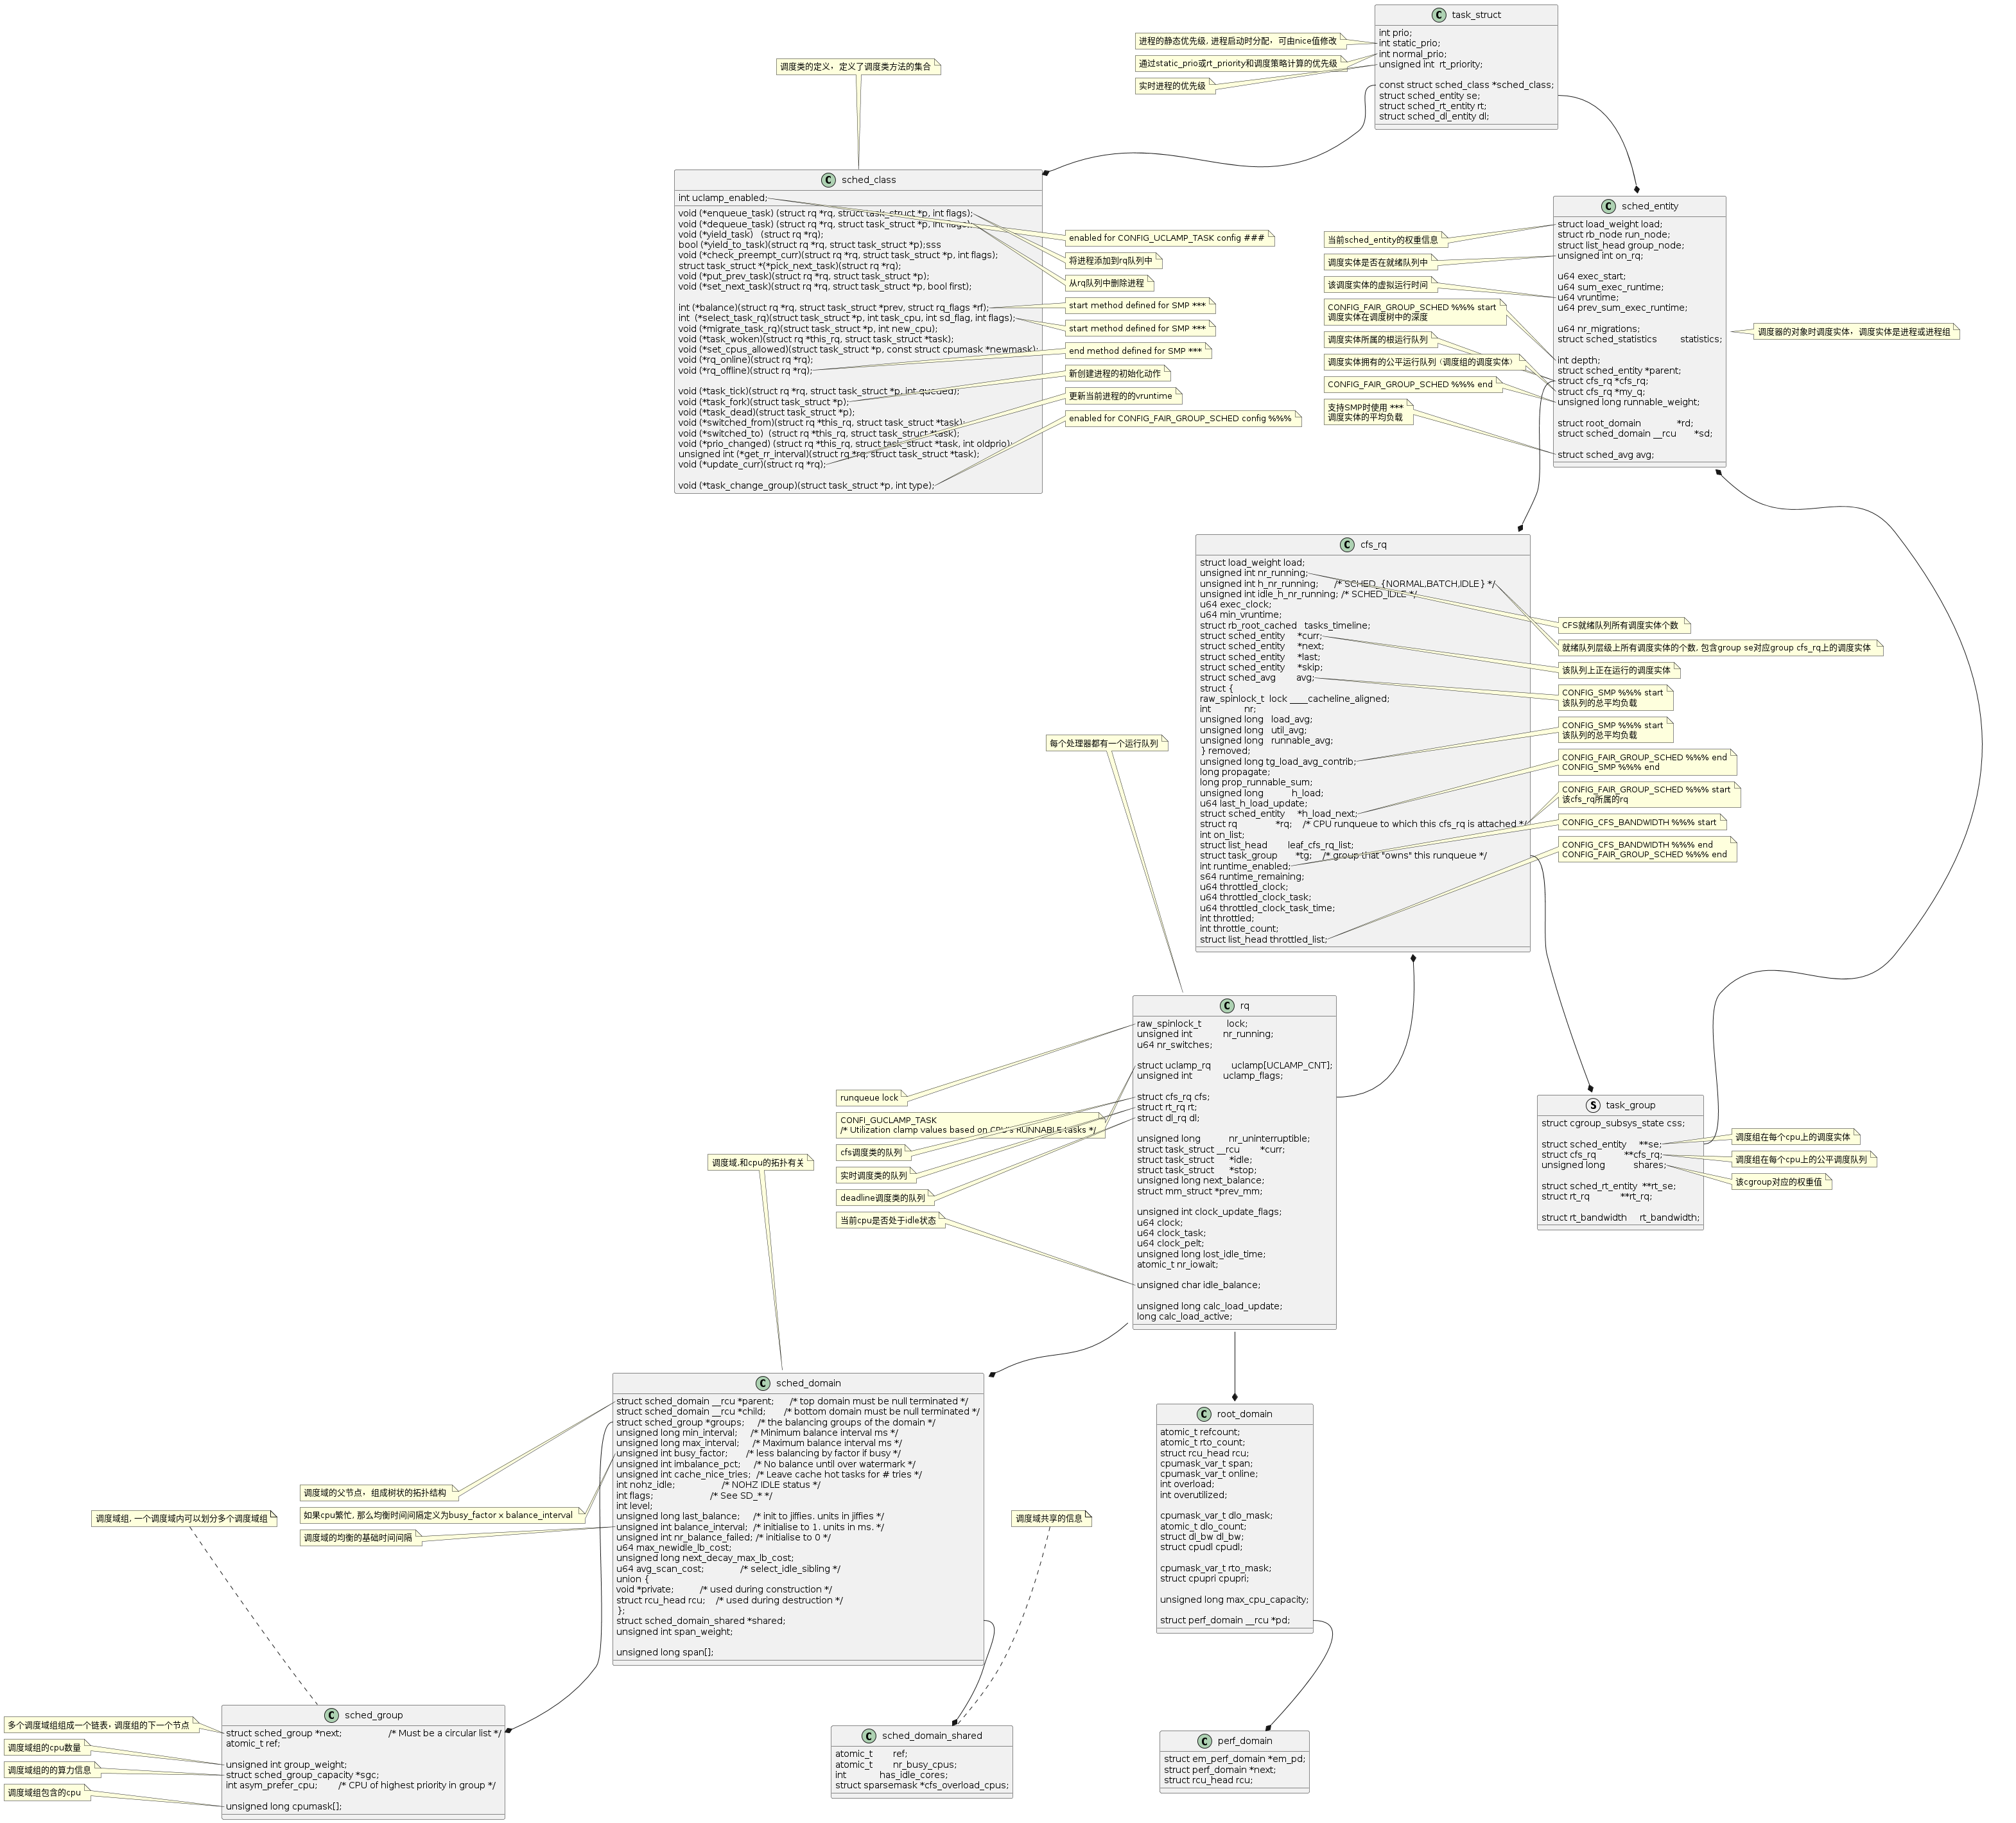 C task_struct
int prio;
int static_prio;
int normal_prio;
unsigned int  rt_priority;
const struct sched_class *sched_class;
struct sched_entity se;
struct sched_rt_entity rt;
struct sched_dl_entity dl;
进程的静态优先级, 进程启动时分配，可由nice值修改
通过static_prio或rt_priority和调度策略计算的优先级
实时进程的优先级
调度类的定义，定义了调度类方法的集合
C sched_class
int uclamp_enabled;
void (*enqueue_task) (struct rq *rq, struct task_struct *p, int flags);
void (*dequeue_task) (struct rq *rq, struct task_struct *p, int flags);
void (*yield_task)   (struct rq *rq);
bool (*yield_to_task)(struct rq *rq, struct task_struct *p);sss
void (*check_preempt_curr)(struct rq *rq, struct task_struct *p, int flags);
struct task_struct *(*pick_next_task)(struct rq *rq);
void (*put_prev_task)(struct rq *rq, struct task_struct *p);
void (*set_next_task)(struct rq *rq, struct task_struct *p, bool first);
int (*balance)(struct rq *rq, struct task_struct *prev, struct rq_flags *rf);
int  (*select_task_rq)(struct task_struct *p, int task_cpu, int sd_flag, int flags);
void (*migrate_task_rq)(struct task_struct *p, int new_cpu);
void (*task_woken)(struct rq *this_rq, struct task_struct *task);
void (*set_cpus_allowed)(struct task_struct *p, const struct cpumask *newmask);
void (*rq_online)(struct rq *rq);
void (*rq_offline)(struct rq *rq);
void (*task_tick)(struct rq *rq, struct task_struct *p, int queued);
void (*task_fork)(struct task_struct *p);
void (*task_dead)(struct task_struct *p);
void (*switched_from)(struct rq *this_rq, struct task_struct *task);
void (*switched_to)  (struct rq *this_rq, struct task_struct *task);
void (*prio_changed) (struct rq *this_rq, struct task_struct *task, int oldprio);
unsigned int (*get_rr_interval)(struct rq *rq, struct task_struct *task);
void (*update_curr)(struct rq *rq);
void (*task_change_group)(struct task_struct *p, int type);
enabled for CONFIG_UCLAMP_TASK config ###
将进程添加到rq队列中
从rq队列中删除进程
start method defined for SMP ***
start method defined for SMP ***
end method defined for SMP ***
新创建进程的初始化动作
更新当前进程的的vruntime
enabled for CONFIG_FAIR_GROUP_SCHED config %%%
C sched_entity
struct load_weight load;
struct rb_node run_node;
struct list_head group_node;
unsigned int on_rq;
u64 exec_start;
u64 sum_exec_runtime;
u64 vruntime;
u64 prev_sum_exec_runtime;
u64 nr_migrations;
struct sched_statistics         statistics;
int depth;
struct sched_entity *parent;
struct cfs_rq *cfs_rq;
struct cfs_rq *my_q;
unsigned long runnable_weight;
struct root_domain              *rd;
struct sched_domain __rcu       *sd;
struct sched_avg avg;
当前sched_entity的权重信息
调度实体是否在就绪队列中
该调度实体的虚拟运行时间
CONFIG_FAIR_GROUP_SCHED %%% start
调度实体在调度树中的深度
调度实体所属的根运行队列
调度实体拥有的公平运行队列（调度组的调度实体）
CONFIG_FAIR_GROUP_SCHED %%% end
支持SMP时使用 ***
调度实体的平均负载
调度器的对象时调度实体，调度实体是进程或进程组
C cfs_rq
struct load_weight load;
unsigned int nr_running;
unsigned int h_nr_running;      /* SCHED_{NORMAL,BATCH,IDLE} */
unsigned int idle_h_nr_running; /* SCHED_IDLE */
u64 exec_clock;
u64 min_vruntime;
struct rb_root_cached   tasks_timeline;
struct sched_entity     *curr;
struct sched_entity     *next;
struct sched_entity     *last;
struct sched_entity     *skip;
struct sched_avg        avg;
struct {
raw_spinlock_t  lock ____cacheline_aligned;
int             nr;
unsigned long   load_avg;
unsigned long   util_avg;
unsigned long   runnable_avg;
} removed;
unsigned long tg_load_avg_contrib;
long propagate;
long prop_runnable_sum;
unsigned long           h_load;
u64 last_h_load_update;
struct sched_entity     *h_load_next;
struct rq               *rq;    /* CPU runqueue to which this cfs_rq is attached */
int on_list;
struct list_head        leaf_cfs_rq_list;
struct task_group       *tg;    /* group that "owns" this runqueue */
int runtime_enabled;
s64 runtime_remaining;
u64 throttled_clock;
u64 throttled_clock_task;
u64 throttled_clock_task_time;
int throttled;
int throttle_count;
struct list_head throttled_list;
CFS就绪队列所有调度实体个数
就绪队列层级上所有调度实体的个数, 包含group se对应group cfs_rq上的调度实体
该队列上正在运行的调度实体
CONFIG_SMP %%% start
该队列的总平均负载
CONFIG_SMP %%% start
该队列的总平均负载
CONFIG_FAIR_GROUP_SCHED %%% end
CONFIG_SMP %%% end
CONFIG_FAIR_GROUP_SCHED %%% start
该cfs_rq所属的rq
CONFIG_CFS_BANDWIDTH %%% start
CONFIG_CFS_BANDWIDTH %%% end
CONFIG_FAIR_GROUP_SCHED %%% end
每个处理器都有一个运行队列
C rq
raw_spinlock_t          lock;
unsigned int            nr_running;
u64 nr_switches;
struct uclamp_rq        uclamp[UCLAMP_CNT];
unsigned int            uclamp_flags;
struct cfs_rq cfs;
struct rt_rq rt;
struct dl_rq dl;
unsigned long           nr_uninterruptible;
struct task_struct __rcu        *curr;
struct task_struct      *idle;
struct task_struct      *stop;
unsigned long next_balance;
struct mm_struct *prev_mm;
unsigned int clock_update_flags;
u64 clock;
u64 clock_task;
u64 clock_pelt;
unsigned long lost_idle_time;
atomic_t nr_iowait;
unsigned char idle_balance;
unsigned long calc_load_update;
long calc_load_active;
runqueue lock
CONFI_GUCLAMP_TASK
/* Utilization clamp values based on CPU's RUNNABLE tasks */
cfs调度类的队列
实时调度类的队列
deadline调度类的队列
当前cpu是否处于idle状态
S task_group
struct cgroup_subsys_state css;
struct sched_entity     **se;
struct cfs_rq           **cfs_rq;
unsigned long           shares;
struct sched_rt_entity  **rt_se;
struct rt_rq            **rt_rq;
struct rt_bandwidth     rt_bandwidth;
调度组在每个cpu上的调度实体
调度组在每个cpu上的公平调度队列
该cgroup对应的权重值
调度域,和cpu的拓扑有关
C sched_domain
struct sched_domain __rcu *parent;      /* top domain must be null terminated */
struct sched_domain __rcu *child;       /* bottom domain must be null terminated */
struct sched_group *groups;     /* the balancing groups of the domain */
unsigned long min_interval;     /* Minimum balance interval ms */
unsigned long max_interval;     /* Maximum balance interval ms */
unsigned int busy_factor;       /* less balancing by factor if busy */
unsigned int imbalance_pct;     /* No balance until over watermark */
unsigned int cache_nice_tries;  /* Leave cache hot tasks for # tries */
int nohz_idle;                  /* NOHZ IDLE status */
int flags;                      /* See SD_* */
int level;
unsigned long last_balance;     /* init to jiffies. units in jiffies */
unsigned int balance_interval;  /* initialise to 1. units in ms. */
unsigned int nr_balance_failed; /* initialise to 0 */
u64 max_newidle_lb_cost;
unsigned long next_decay_max_lb_cost;
u64 avg_scan_cost;              /* select_idle_sibling */
union {
void *private;          /* used during construction */
struct rcu_head rcu;    /* used during destruction */
};
struct sched_domain_shared *shared;
unsigned int span_weight;
unsigned long span[];
调度域的父节点，组成树状的拓扑结构
如果cpu繁忙, 那么均衡时间间隔定义为busy_factor x balance_interval
调度域的均衡的基础时间间隔
C root_domain
atomic_t refcount;
atomic_t rto_count;
struct rcu_head rcu;
cpumask_var_t span;
cpumask_var_t online;
int overload;
int overutilized;
cpumask_var_t dlo_mask;
atomic_t dlo_count;
struct dl_bw dl_bw;
struct cpudl cpudl;
cpumask_var_t rto_mask;
struct cpupri cpupri;
unsigned long max_cpu_capacity;
struct perf_domain __rcu *pd;
调度域组, 一个调度域内可以划分多个调度域组
调度域共享的信息
C sched_group
struct sched_group *next;                  /* Must be a circular list */
atomic_t ref;
unsigned int group_weight;
struct sched_group_capacity *sgc;
int asym_prefer_cpu;        /* CPU of highest priority in group */
unsigned long cpumask[];
多个调度域组组成一个链表，调度组的下一个节点
调度域组的cpu数量
调度域组的的算力信息
调度域组包含的cpu
C sched_domain_shared
atomic_t        ref;
atomic_t        nr_busy_cpus;
int             has_idle_cores;
struct sparsemask *cfs_overload_cpus;
C perf_domain
struct em_perf_domain *em_pd;
struct perf_domain *next;
struct rcu_head rcu;